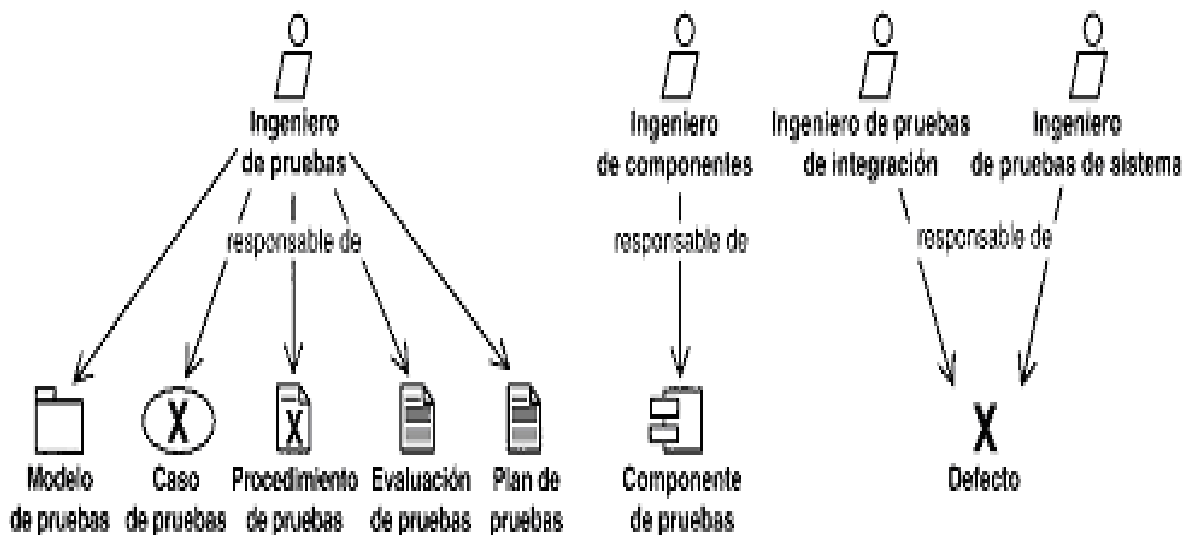 Ingeniero
de pruebas
Ingeniero
de componentes
Ingeniero de pruebas
de integración
Ingeniero
de pruebas de sistema
responsable de
responsable de
responsable de
Modelo
de pruebas
Caso
de pruebas
Procedimiento
de pruebas
Evaluación
de pruebas
Plan de
pruebas
Componente
de pruebas
Defecto